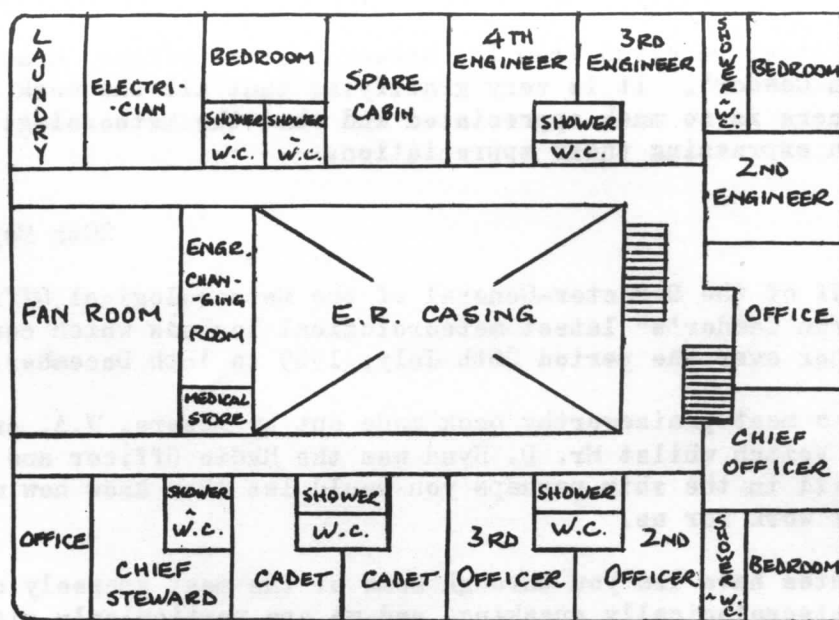 LAUNDRY
ELECTRI-
-CIAN
BEDROOM
SHOWER
~
W.C.
SHOWER
~
W.C.
SPARE
CABIN
4TH
ENGINEER
3RD
ENGINEER
SHOWER
~
W.C.
SHOWER
~
W.C.
BEDROOM
2ND
ENGINEER
FAN ROOM
ENGR.
CHAN-
-GING
ROOM
MEDICAL
STORE
E.R. CASING
OFFICE
CHIEF
OFFICER
OFFICE
SHOWER
~
W.C.
CHIEF
STEWARD
SHOWER
W.C.
CADET
CADET
3RD
OFFICER
SHOWER
W.C.
2ND
OFFICER
SHOWER
~
W.C.
BEDROOM